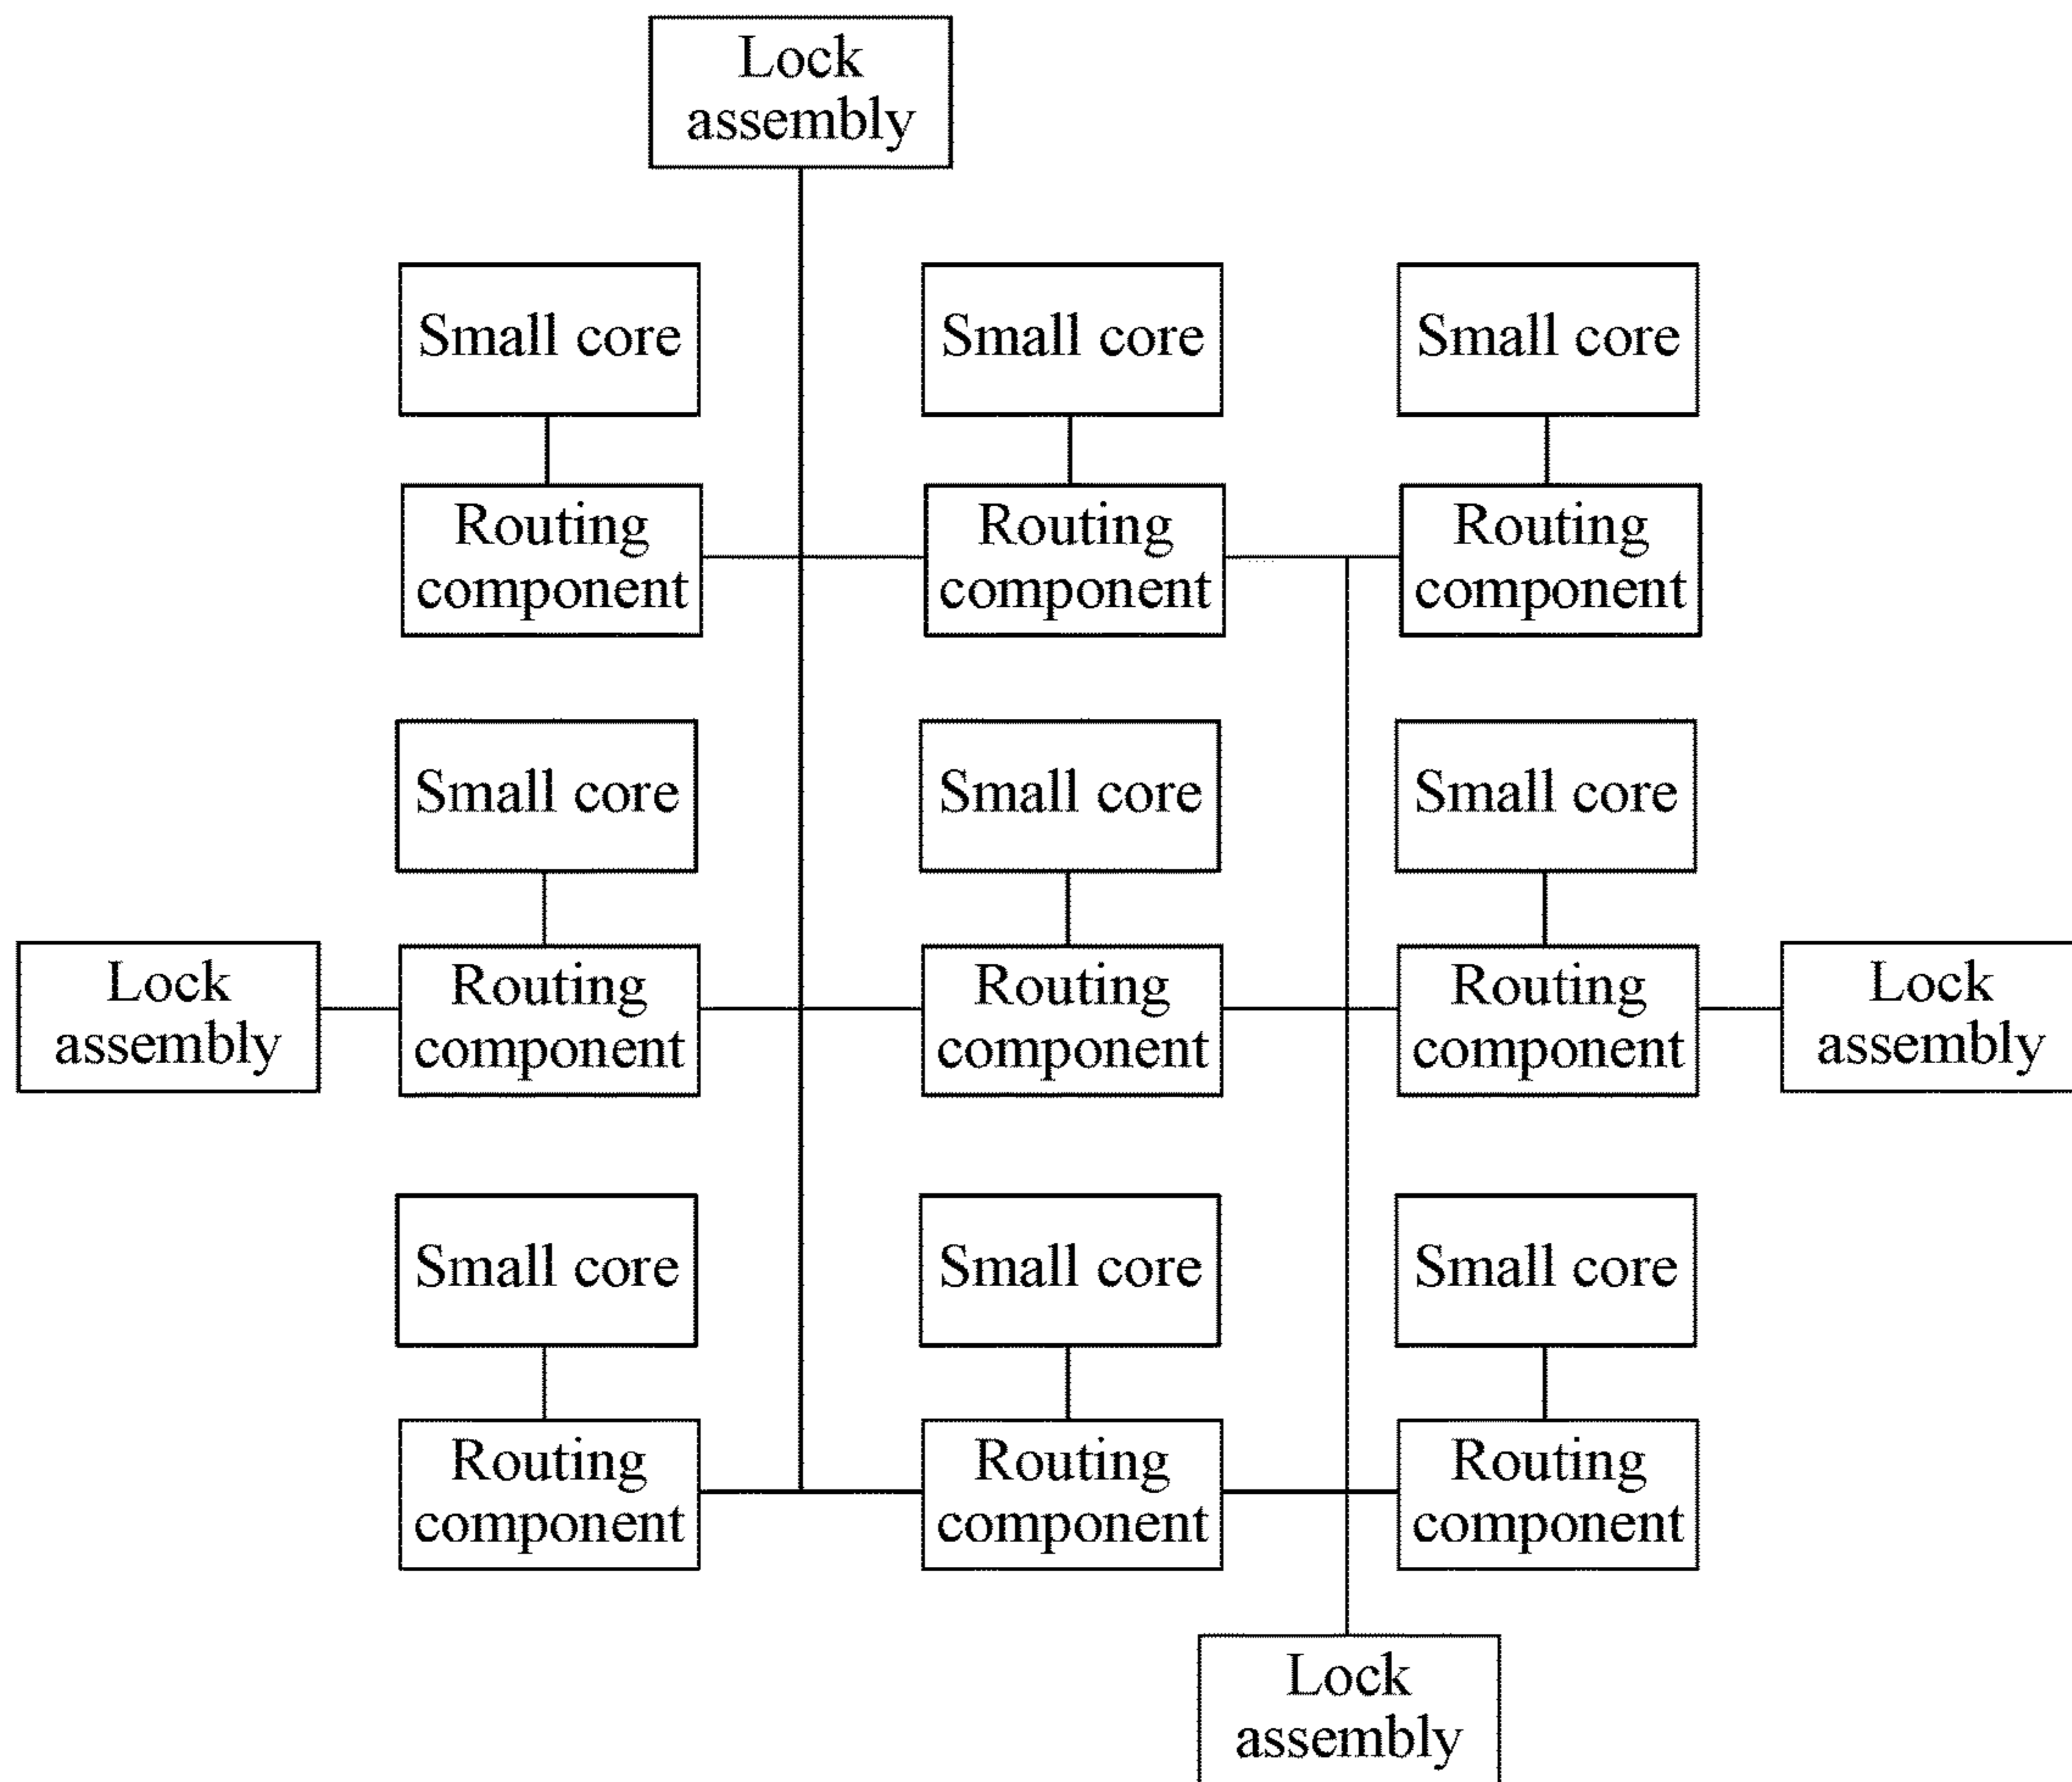 Lock
assembly
Small core
Small core
Small core
Routing
component
Routing
component
Routing
component
Small core
Small core
Small core
Lock
assembly
Routing
component
Routing
component
Routing
component
Lock
assembly
Small core
Small core
Small core
Routing
component
Routing
component
Routing
component
Lock
assembly